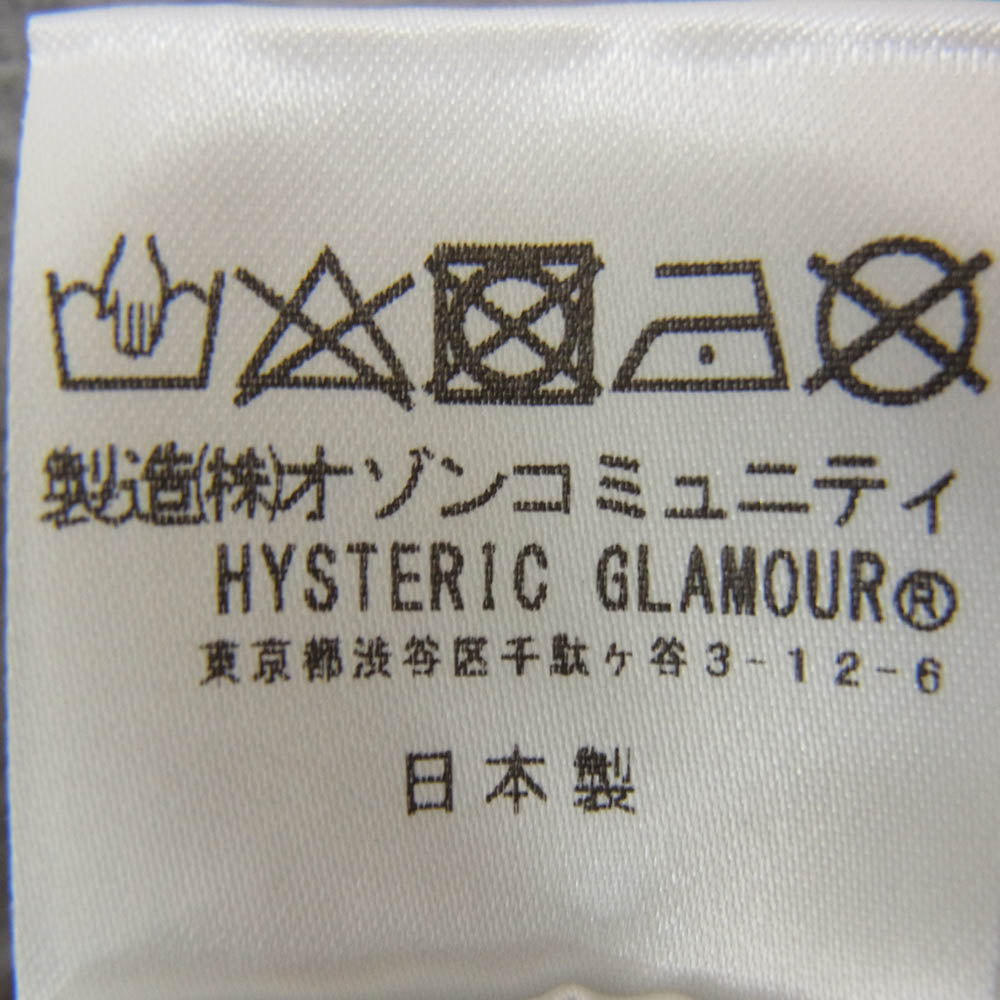 製造(株)オゾンコミュニティ
HYSTERIC GLAMOUR®
東京都渋谷区千駄ヶ谷3-12-6
日本製